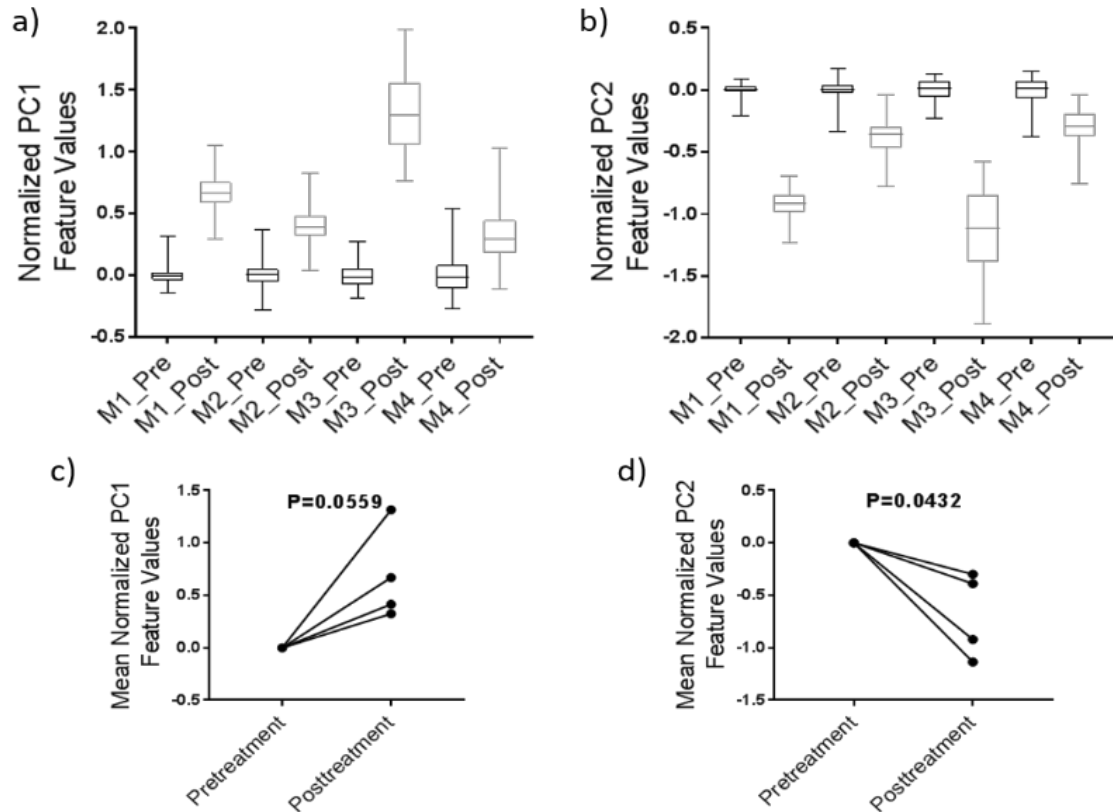 a)
Normalized PC1
Feature Values
2.0
1.5
1.0
0.5
0.0
-0.5
M1_Pre
M1_Post
M2_Pre
M2_Post
M3_Pre
M3_Post
M4_Pre
M4_Post
b)
Normalized PC2
Feature Values
0.5
0.0
-0.5
-1.0
-1.5
-2.0
M1_Pre
M1_Post
M2_Pre
M2_Post
M3_Pre
M3_Post
M4_Pre
M4_Post
c)
Mean Normalized PC1
Feature Values
1.5
1.0
0.5
0.0
-0.5
P=0.0559
Pretreatment
Posttreatment
d)
Mean Normalized PC2
Feature Values
0.5
0.0
-0.5
-1.0
-1.5
P=0.0432
Pretreatment
Posttreatment